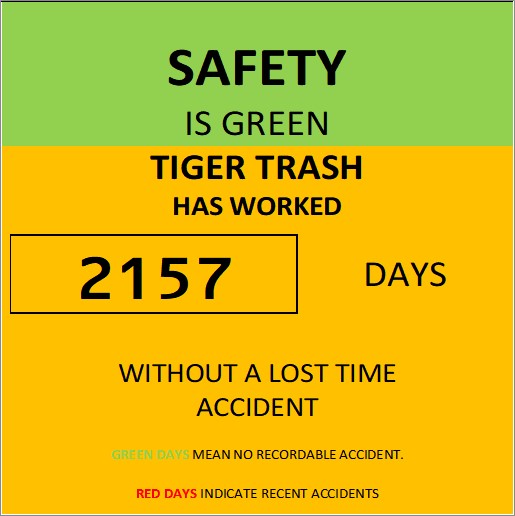 SAFETY
IS GREEN
TIGER TRASH
HAS WORKED
2157 DAYS
WITHOUT A LOST TIME
ACCIDENT
GREEN DAYS MEAN NO RECORDABLE ACCIDENT.
RED DAYS INDICATE RECENT ACCIDENTS